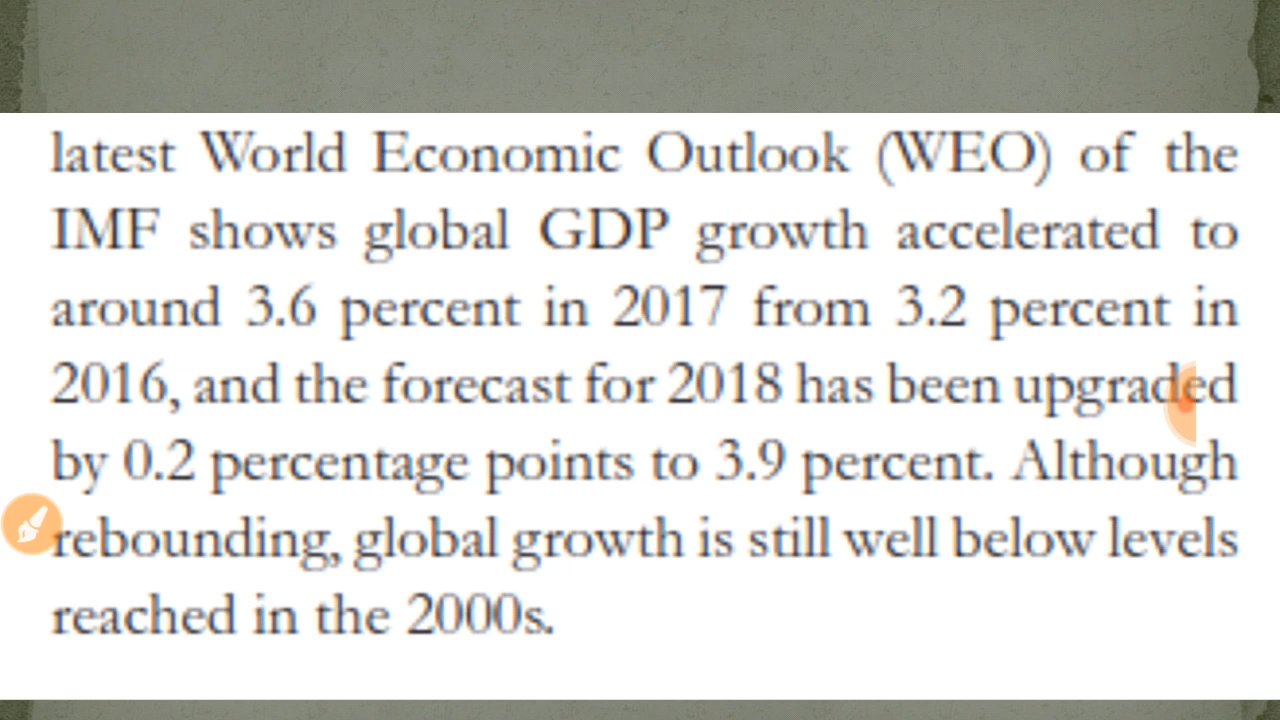 latest World Economic Outlook (WEO) of the
IMF shows global GDP growth accelerated to
around 3.6 percent in 2017 from 3.2 percent in
2016, and the forecast for 2018 has been upgraded
by 0.2 percentage points to 3.9 percent. Although
rebounding, global growth is still well below levels
reached in the 2000s.